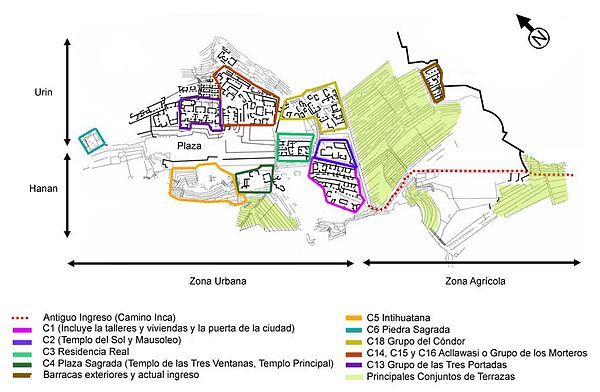 N
Urin
Plaza
Hanan
Zona Urbana
Zona Agrícola
Antiguo Ingreso (Camino Inca)
C1 (Incluye la talleres y viviendas y la puerta de la ciudad)
C2 (Templo del Sol y Mausoleo)
C3 Residencia Real
C4 Plaza Sagrada (Templo de las Tres Ventanas, Templo Principal)
Barracas exteriores y actual ingreso
C5 Intihuatana
C6 Piedra Sagrada
C18 Grupo del Cóndor
C14, C15 y C16 Acllawasi o Grupo de los Morteros
C13 Grupo de las Tres Portadas
Principales Conjuntos de Terrazas